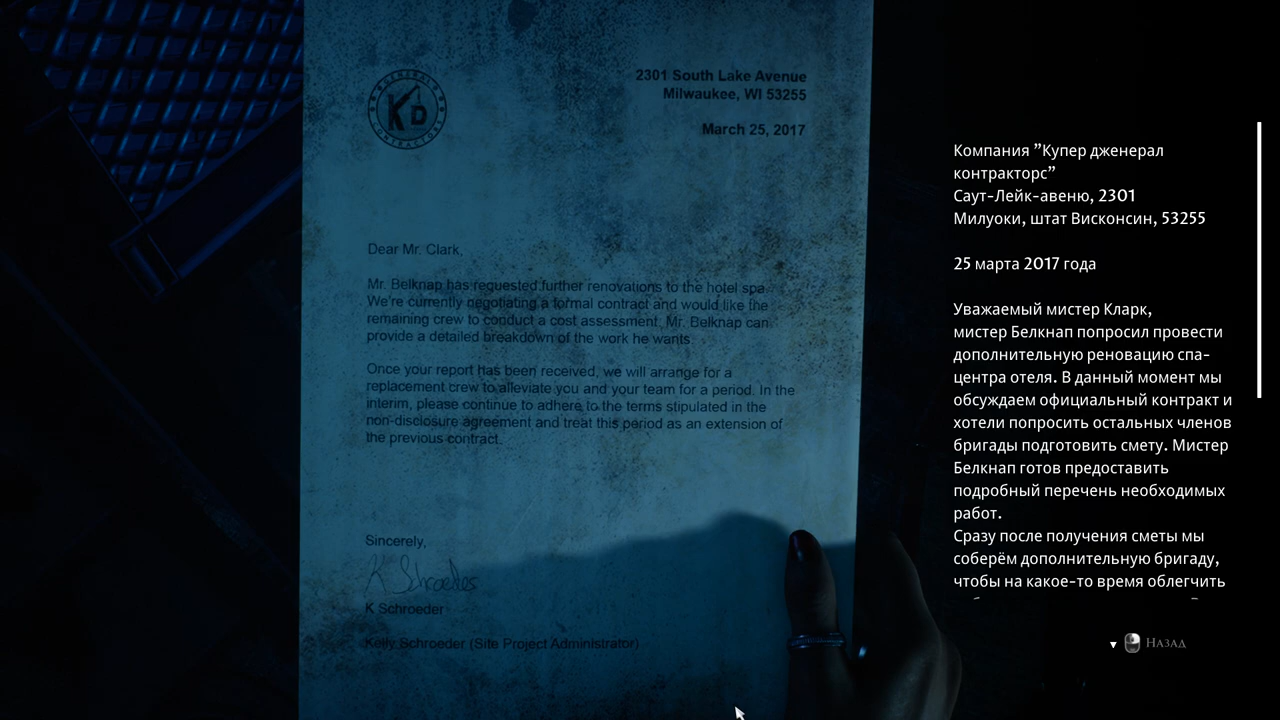 GENERAL
KD
CONTRACTORS
2301 South Lake Avenue
Milwaukee, WI 53255
March 25, 2017
Dear Mr. Clark,
Mr. Belknap has requested further renovations to the hotel spa.
We're currently negotiating a formal contract and would like the
remaining crew to conduct a cost assessment. Mr. Belknap can
provide a detailed breakdown of the work he wants.
Once your report has been received, we will arrange for a
replacement crew to alleviate you and your team for a period. In the
interim, please continue to adhere to the terms stipulated in the
non-disclosure agreement and treat this period as an extension of
the previous contract.
Sincerely,
K Schroeder
K Schroeder
Kelly Schroeder (Site Project Administrator)
Компания ”Купер дженерал
контракторс”
Саут-Лейк-авеню, 2301
Милуоки, штат Висконсин, 53255
25 марта 2017 года
Уважаемый мистер Кларк,
мистер Белкнап попросил провести
дополнительную реновацию спа-
центра отеля. В данный момент мы
обсуждаем официальный контракт и
хотели попросить остальных членов
бригады подготовить смету. Мистер
Белкнап готов предоставить
подробный перечень необходимых
работ.
Сразу после получения сметы мы
соберём дополнительную бригаду,
чтобы на какое-то время облегчить
Назад